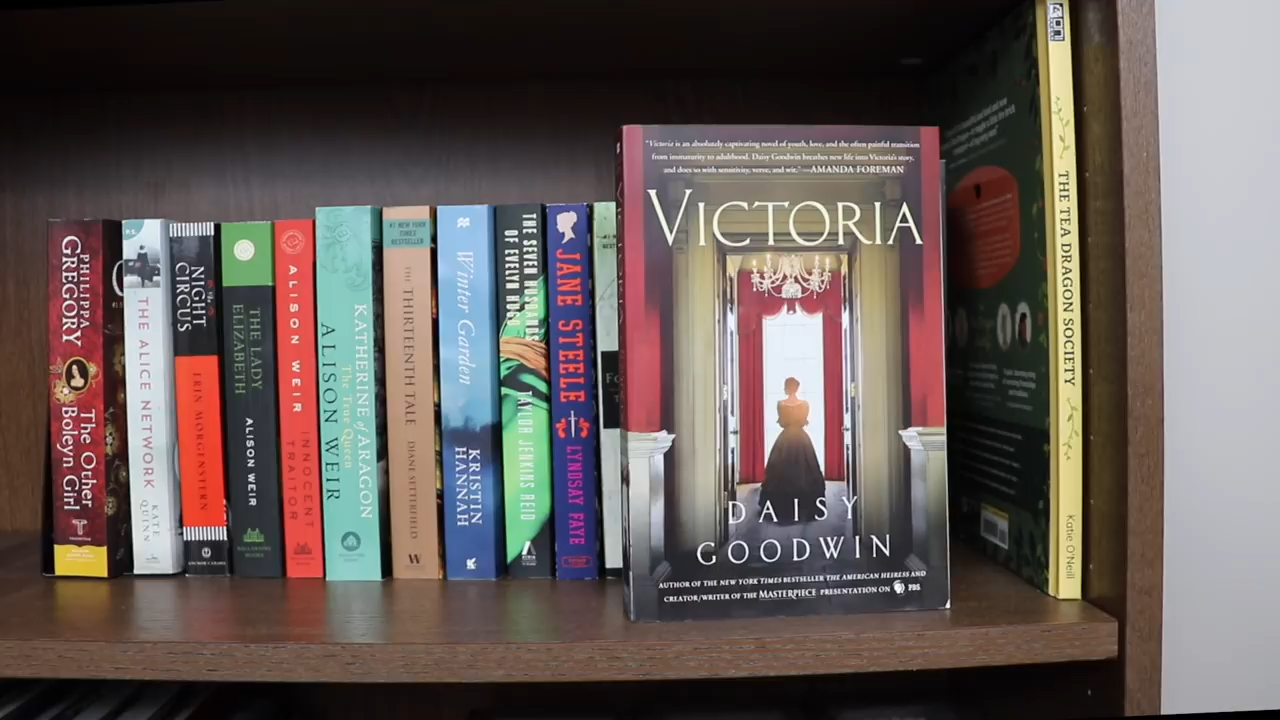 PHILIPPA
GREGORY
The Other
Boleyn Girl
P.S.
THE ALICE NETWORK
KATE
QUINN
The
NIGHT
CIRCUS
ERIN MORGENSTERN
ANCHOR CANADA
THE LADY
ELIZABETH
ALISON WEIR
BALLANTINE
BOOKS
ALISON WEIR
INNOCENT
TRAITOR
KATHERINE of ARAGON
The True Queen
ALISON WEIR
#1 NEW YORK
TIMES
BESTSELLER
THE THIRTEENTH TALE
DIANE SETTERFIELD
W
Winter Garden
KRISTIN
HANNAH
THE SEVEN HUSBANDS
OF EVELYN HUGO
TAYLOR JENKINS REID
JANE STEELE
LYNDSAY FAYE
"Victoria is an absolutely captivating novel of youth, love, and the often painful transition
from immaturity to adulthood. Daisy Goodwin breathes new life into Victoria's story,
and does so with sensitivity, verve, and wit." —AMANDA FOREMAN
VICTORIA
DAISY
GOODWIN
AUTHOR OF THE NEW YORK TIMES BESTSELLER THE AMERICAN HEIRESS AND
CREATOR/WRITER OF THE MASTERPIECE PRESENTATION ON PBS
ONI
THE TEA DRAGON SOCIETY
Katie O'Neill